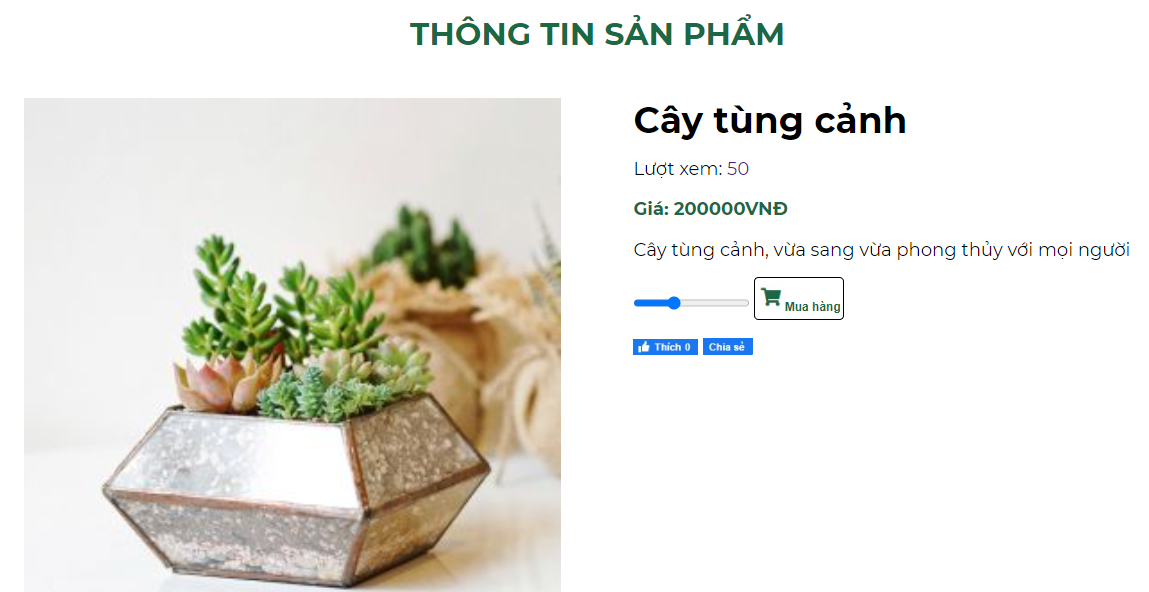 THÔNG TIN SẢN PHẨM
Cây tùng cảnh
Lượt xem: 50
Giá: 200000VNĐ
Cây tùng cảnh, vừa sang vừa phong thủy với mọi người
Mua hàng
Thích 0
Chia sẻ